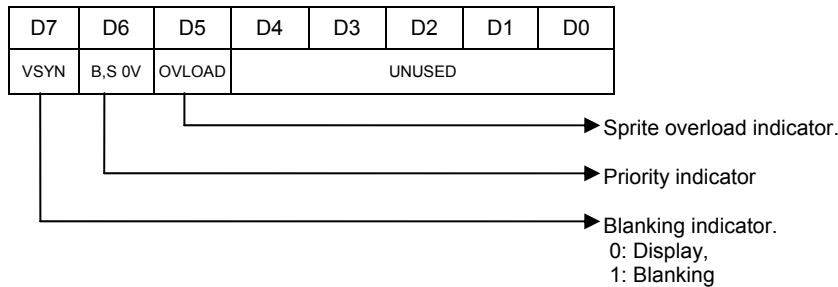 D7 D6 D5 D4 D3 D2 D1 D0
VSYN B,S 0V OVLOAD UNUSED
Sprite overload indicator.
Priority indicator
Blanking indicator.
0: Display,
1: Blanking